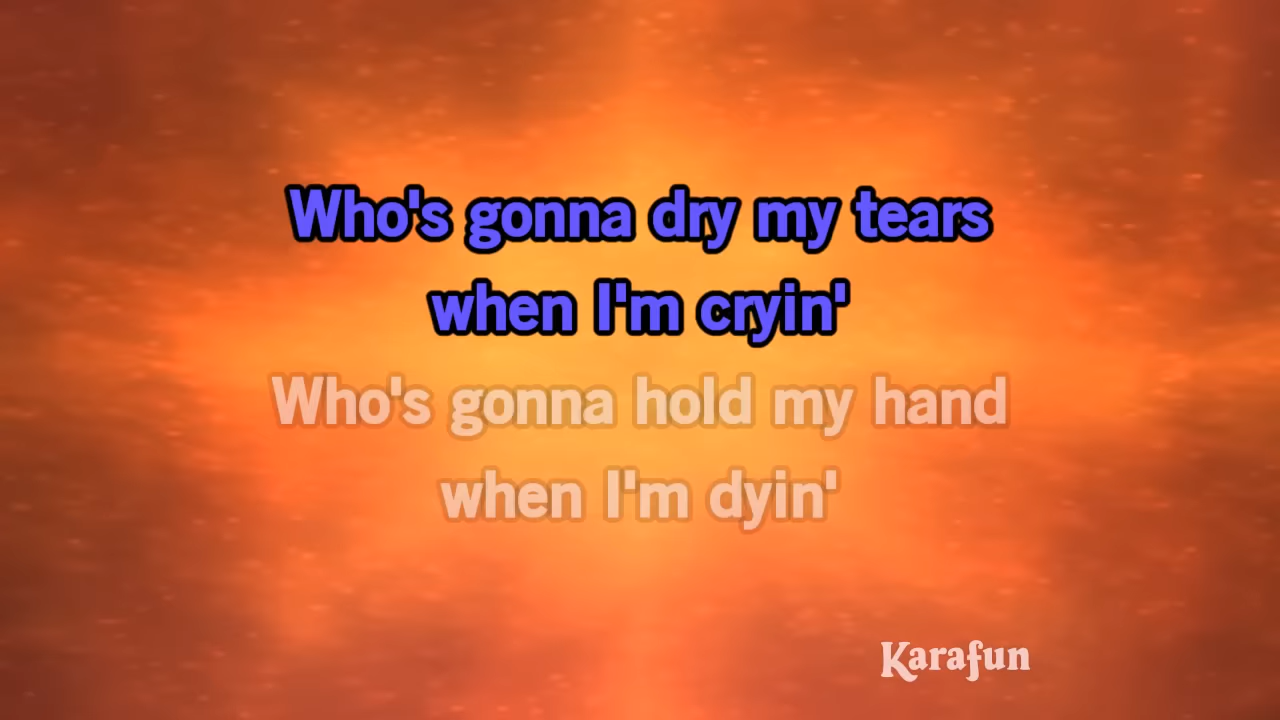 Who's gonna dry my tears
when I'm cryin'
Who's gonna hold my hand
when I'm dyin'
Karafun